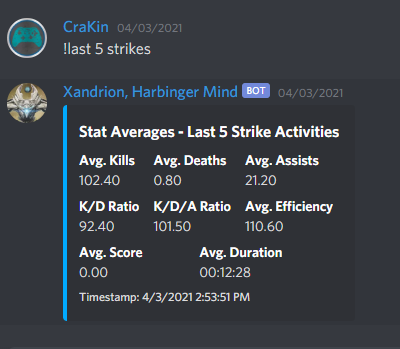 CraKin 04/03/2021
!last 5 strikes
Xandrion, Harbinger Mind BOT 04/03/2021
Stat Averages - Last 5 Strike Activities
Avg. Kills Avg. Deaths Avg. Assists
102.40 0.80 21.20
K/D Ratio K/D/A Ratio Avg. Efficiency
92.40 101.50 110.60
Avg. Score Avg. Duration
0.00 00:12:28
Timestamp: 4/3/2021 2:53:51 PM